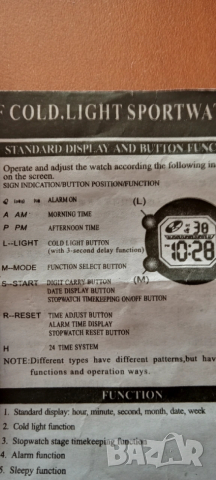 F COLD.LIGHT SPORTWA
STANDARD DISPLAY AND BUTTON FUNC
Operate and adjust the watch according the following in
on the screen.
SIGN INDICATION/BUTTON POSITION/FUNCTION
(L)
ALARM ON
A AM MORNING TIME
P PM AFTERNOON TIME
L—LIGHT COLD LIGHT BUTTON
(with 3-second delay function)
M—MODE FUNCTION SELECT BUTTON
(M)
S—START DIGIT CARRY BUTTON
DATE DISPLAY BUTTON
STOPWATCH TIMEKEEPING ON/OFF BUTTON
R—RESET TIME ADJUST BUTTON
ALARM TIME DISPLAY
STOPWATCH RESET BUTTON
H 24 TIME SYSTEM
NOTE:Different types have different patterns,but hav
functions and operation ways.
30
10:28
FUNCTION
1. Standard display: hour, minute, second, month, date, week
2. Cold light function
3. Stopwatch stage timekeeping function
4. Alarm function
5. Sleepy function
bazar.bg